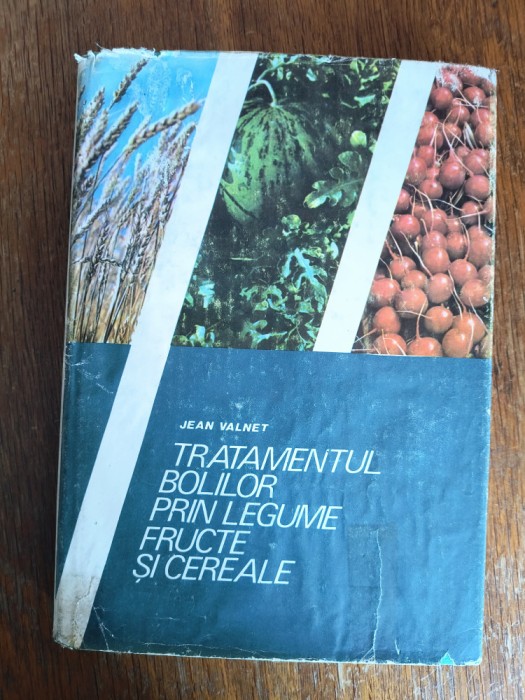 JEAN VALNET
TRATAMENTUL
BOLILOR
PRIN LEGUME
FRUCTE
ȘI CEREALE